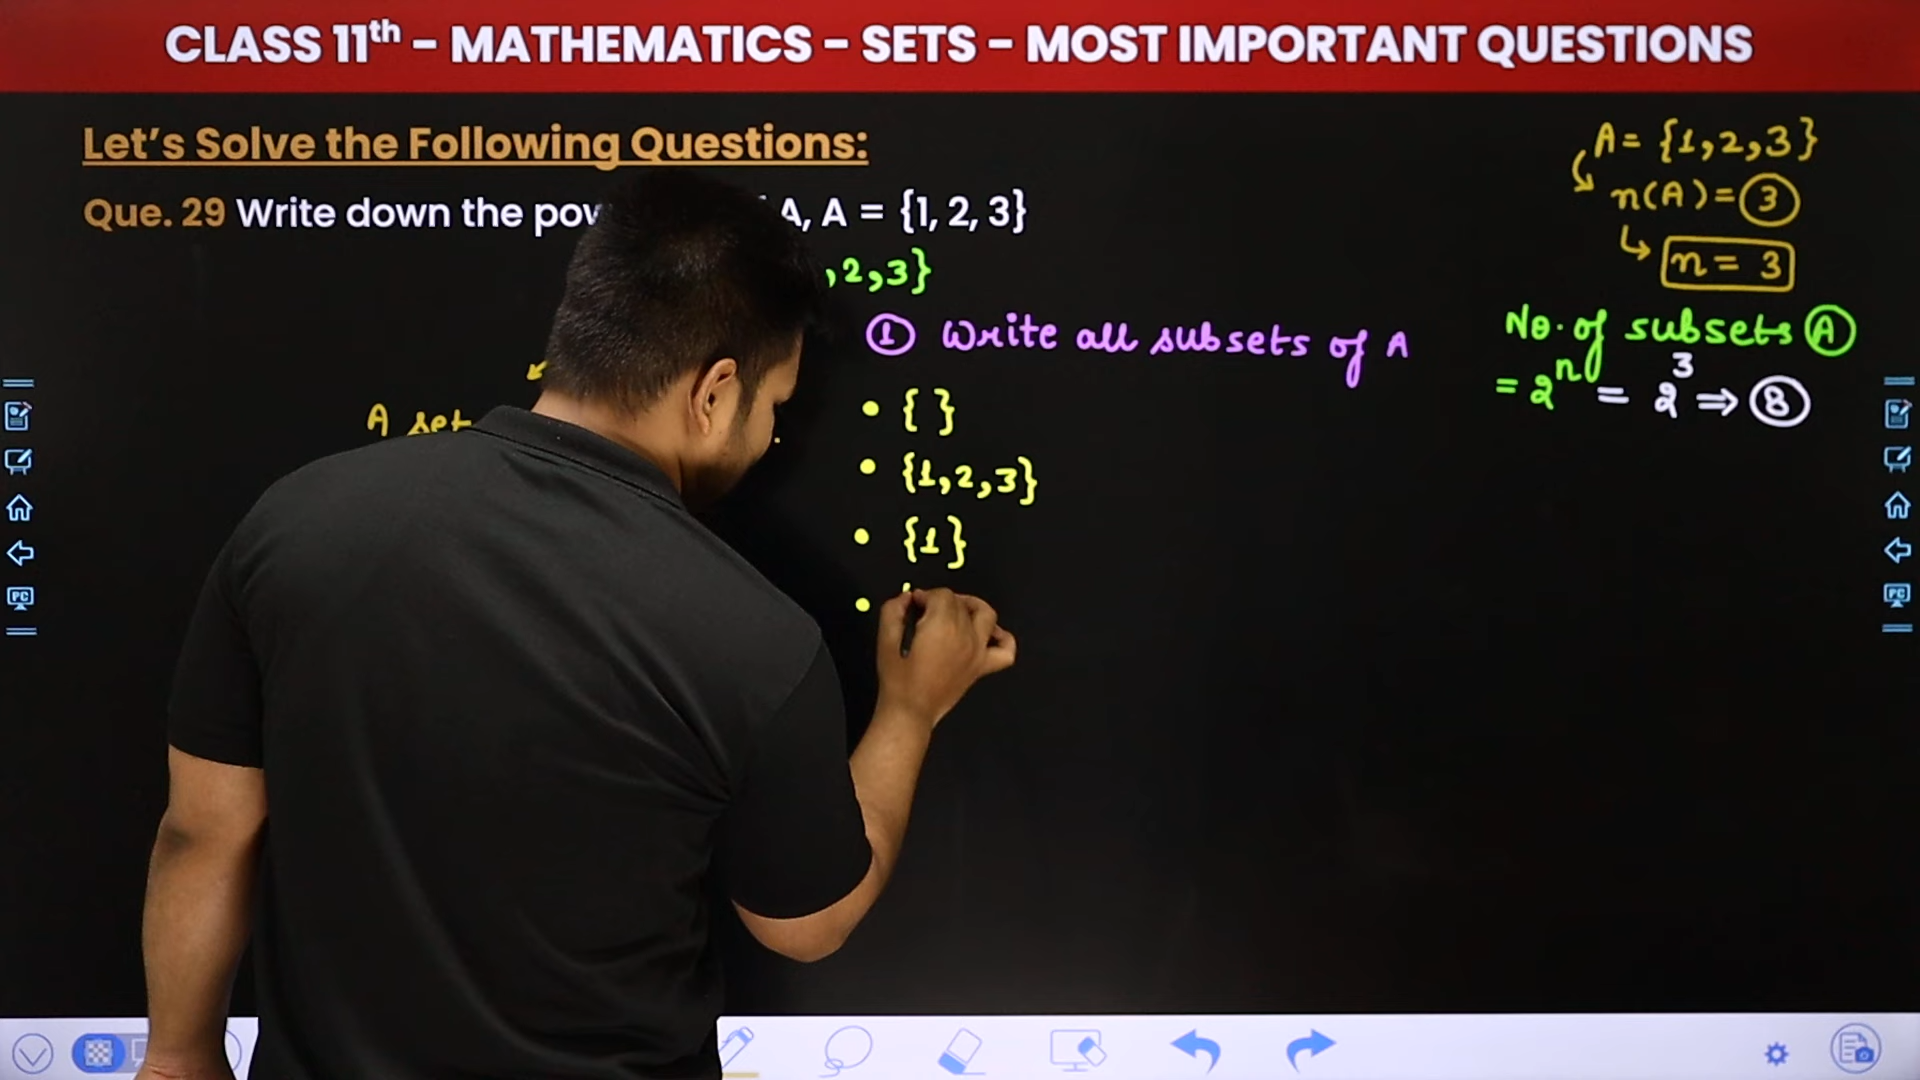 CLASS 11th – MATHEMATICS – SETS – MOST IMPORTANT QUESTIONS
Let's Solve the Following Questions:
Que. 29 Write down the pow A, A = {1, 2, 3}
,2,3}
A set
① Write all subsets of A
• { }
• {1,2,3}
• {1}
•
A = {1,2,3}
n(A) = 3
n = 3
No. of subsets A
= 2^n = 2^3 ⇒ 8
PC
PC